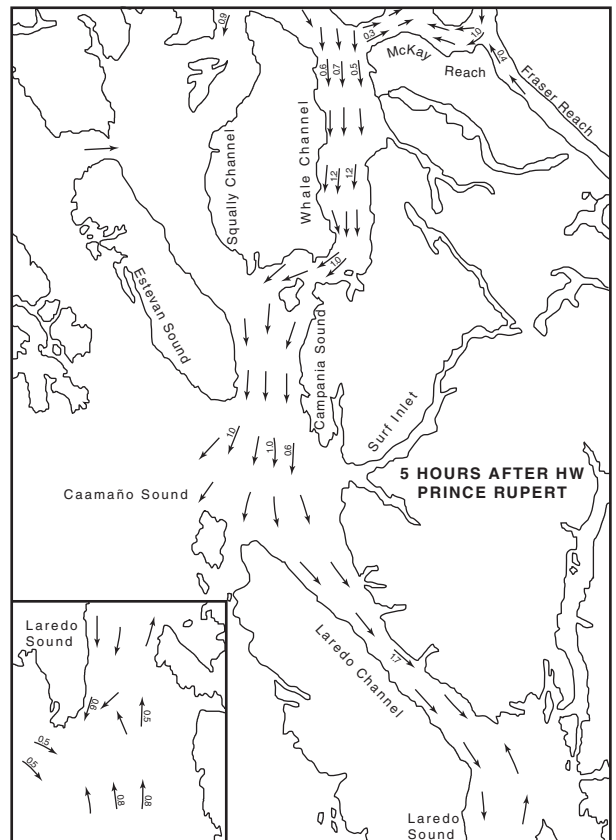 0.9
0.3
1.0
McKay
Reach
0.4
Fraser Reach
0.6
0.7
0.5
Squally Channel
Whale Channel
1.2
1.2
1.0
Estevan Sound
Campania Sound
Surf Inlet
1.0
1.0
0.6
5 HOURS AFTER HW
PRINCE RUPERT
Caamaño Sound
Laredo Channel
1.7
Laredo
Sound
Laredo
Sound
0.6
0.5
0.5
0.5
0.8
0.8